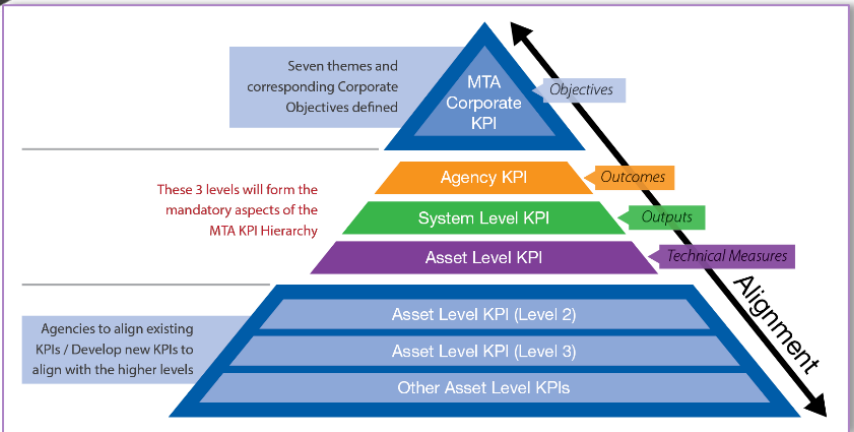 Seven themes and
corresponding Corporate
Objectives defined
MTA
Corporate
KPI
Objectives
These 3 levels will form the
mandatory aspects of the
MTA KPI Hierarchy
Agency KPI
Outcomes
System Level KPI
Outputs
Asset Level KPI
Technical Measures
Alignment
Agencies to align existing
KPIs / Develop new KPIs to
align with the higher levels
Asset Level KPI (Level 2)
Asset Level KPI (Level 3)
Other Asset Level KPIs